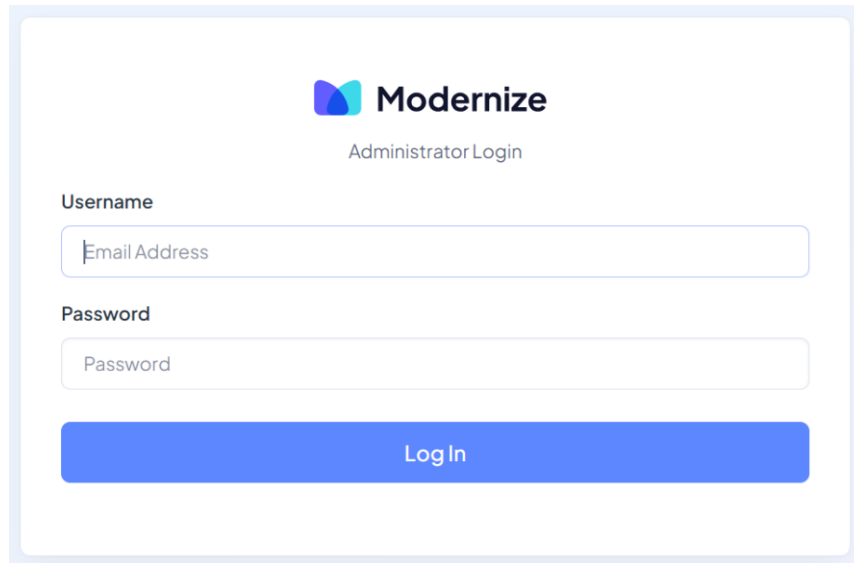 Modernize
Administrator Login
Username
Email Address
Password
Password
Log In